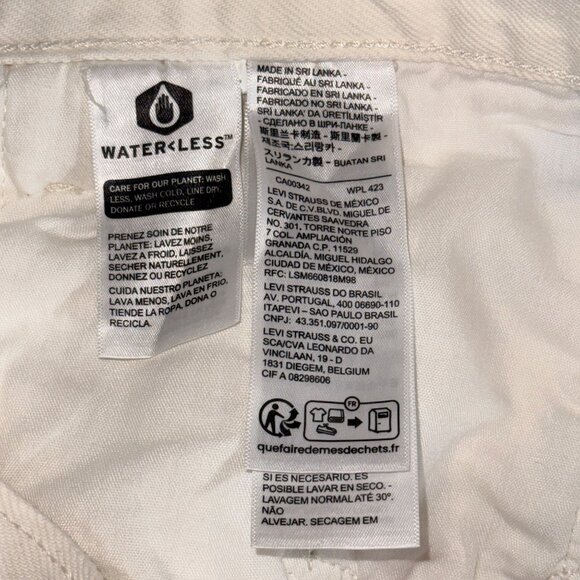 WATER<LESS™
CARE FOR OUR PLANET: WASH
LESS, WASH COLD, LINE DRY,
DONATE OR RECYCLE
PRENEZ SOIN DE NOTRE
PLANÈTE: LAVEZ MOINS,
LAVEZ A FROID, LAISSEZ
SECHER NATURELLEMENT,
DONNEZ OU RECYCLEZ
CUIDA NUESTRO PLANETA:
LAVA MENOS, LAVA EN FRIO,
TIENDE LA ROPA, DONA O
RECICLA.
MADE IN SRI LANKA -
FABRIQUÉ AU SRI LANKA -
FABRICADO EN SRI LANKA -
FABRICADO NO SRI LANKA -
SRI LANKA' DA ÜRETİLMİŞTİR
- СДЕЛАНО В ШРИ-ЛАНКЕ -
斯里兰卡制造 - 斯里蘭卡製 -
제조국:스리랑카 -
スリランカ製 - BUATAN SRI
LANKA
CA00342 WPL 423
LEVI STRAUSS DE MÉXICO
S.A. DE C.V.BLVD. MIGUEL DE
CERVANTES SAAVEDRA
NO. 301, TORRE NORTE PISO
7 COL. AMPLIACIÓN
GRANADA C.P. 11529
ALCALDÍA. MIGUEL HIDALGO
CIUDAD DE MÉXICO, MÉXICO
RFC: LSM660818M98
LEVI STRAUSS DO BRASIL
AV. PORTUGAL, 400 06690-110
ITAPEVI – SAO PAULO BRASIL
CNPJ: 43.351.097/0001-90
LEVI STRAUSS & CO. EU
SCA/CVA LEONARDO DA
VINCILAAN, 19 - D
1831 DIEGEM, BELGIUM
CIF A 08298606
FR
quefairedemesdechets.fr
SI ES NECESARIO. ES
POSIBLE LAVAR EN SECO. -
LAVAGEM NORMAL ATÉ 30°.
NÃO
ALVEJAR. SECAGEM EM